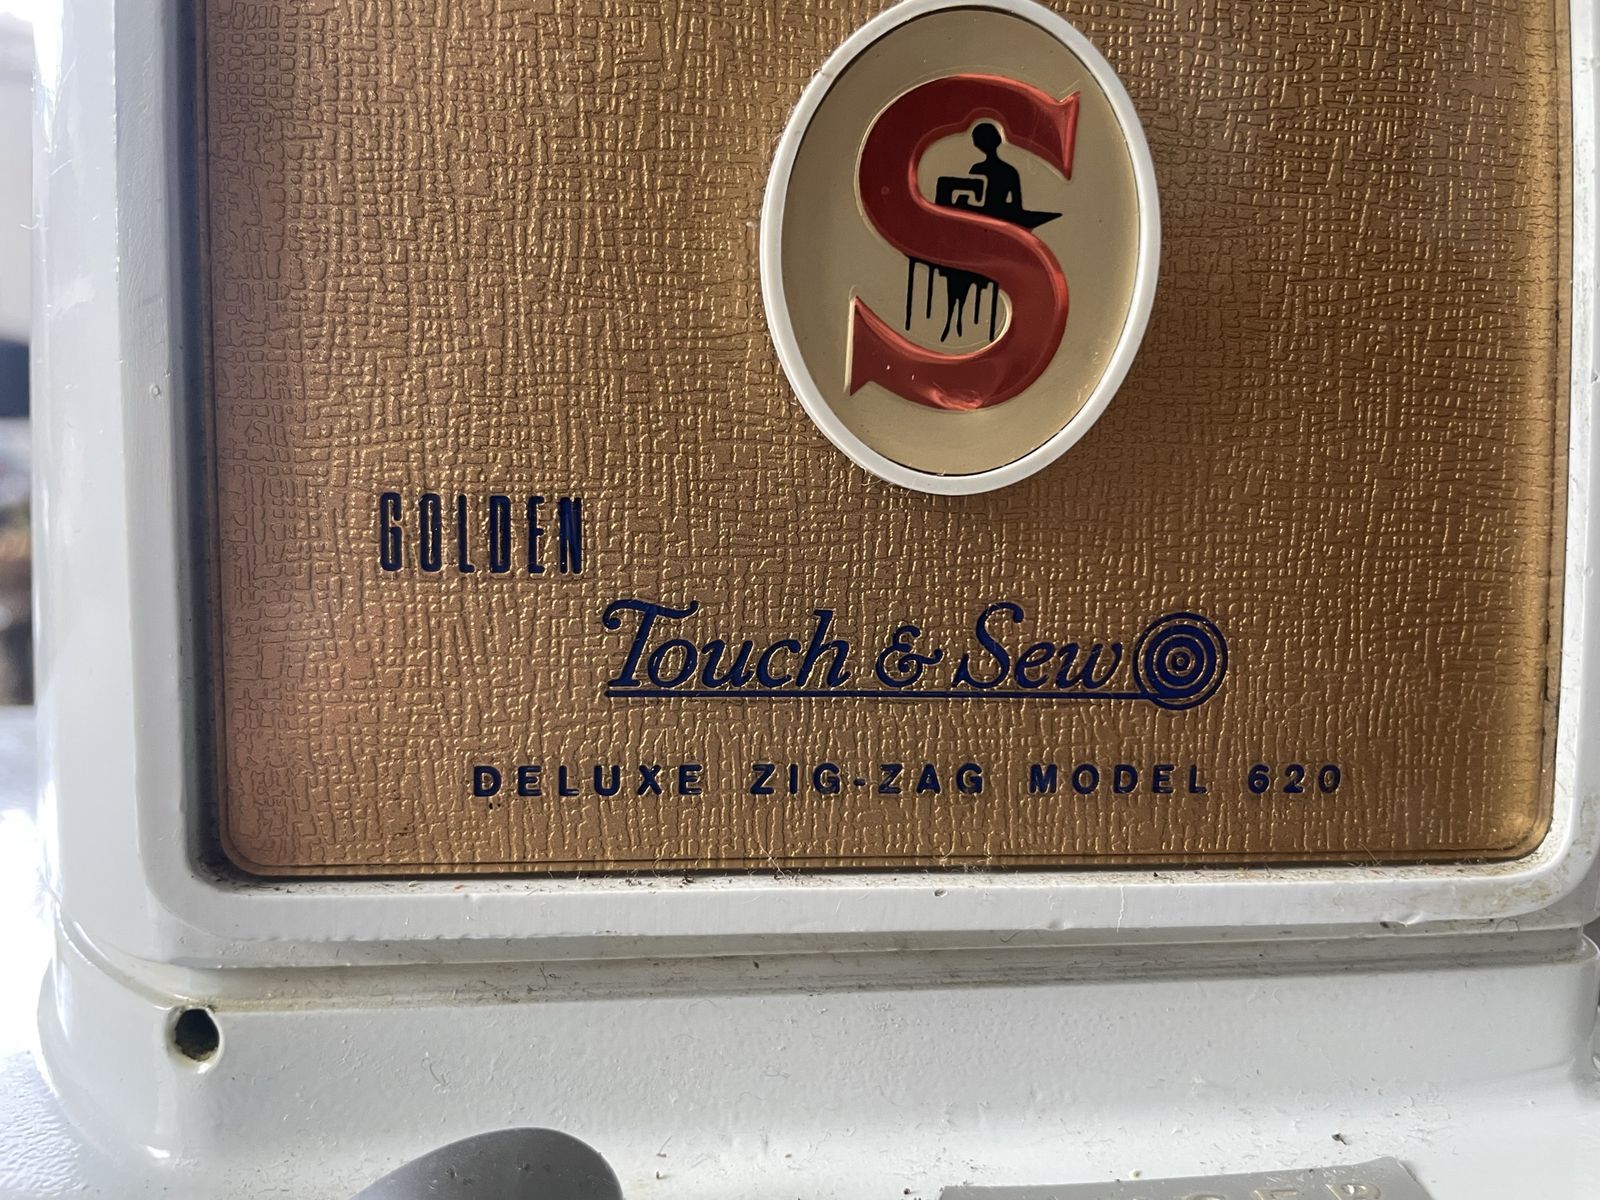 S
GOLDEN
Touch & Sew
DELUXE ZIG-ZAG MODEL 620